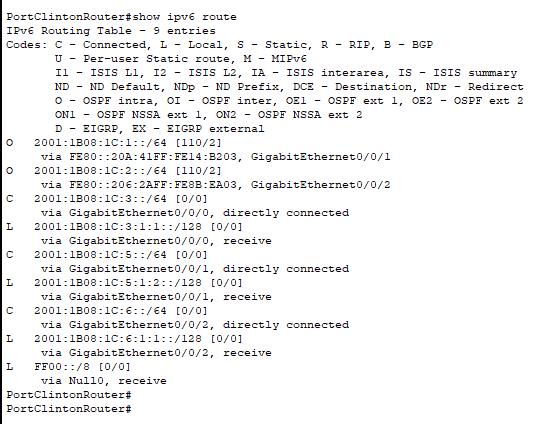 PortClintonRouter#show ipv6 route
IPv6 Routing Table - 9 entries
Codes: C - Connected, L - Local, S - Static, R - RIP, B - BGP
U - Per-user Static route, M - MIPv6
I1 - ISIS L1, I2 - ISIS L2, IA - ISIS interarea, IS - ISIS summary
ND - ND Default, NDp - ND Prefix, DCE - Destination, NDr - Redirect
O - OSPF intra, OI - OSPF inter, OE1 - OSPF ext 1, OE2 - OSPF ext 2
ON1 - OSPF NSSA ext 1, ON2 - OSPF NSSA ext 2
D - EIGRP, EX - EIGRP external
O 2001:1B08:1C:1::/64 [110/2]
via FE80::20A:41FF:FE14:B203, GigabitEthernet0/0/1
O 2001:1B08:1C:2::/64 [110/2]
via FE80::206:2AFF:FE8B:EA03, GigabitEthernet0/0/2
C 2001:1B08:1C:3::/64 [0/0]
via GigabitEthernet0/0/0, directly connected
L 2001:1B08:1C:3:1:1::/128 [0/0]
via GigabitEthernet0/0/0, receive
C 2001:1B08:1C:5::/64 [0/0]
via GigabitEthernet0/0/1, directly connected
L 2001:1B08:1C:5:1:2::/128 [0/0]
via GigabitEthernet0/0/1, receive
C 2001:1B08:1C:6::/64 [0/0]
via GigabitEthernet0/0/2, directly connected
L 2001:1B08:1C:6:1:1::/128 [0/0]
via GigabitEthernet0/0/2, receive
L FF00::/8 [0/0]
via Null0, receive
PortClintonRouter#
PortClintonRouter#